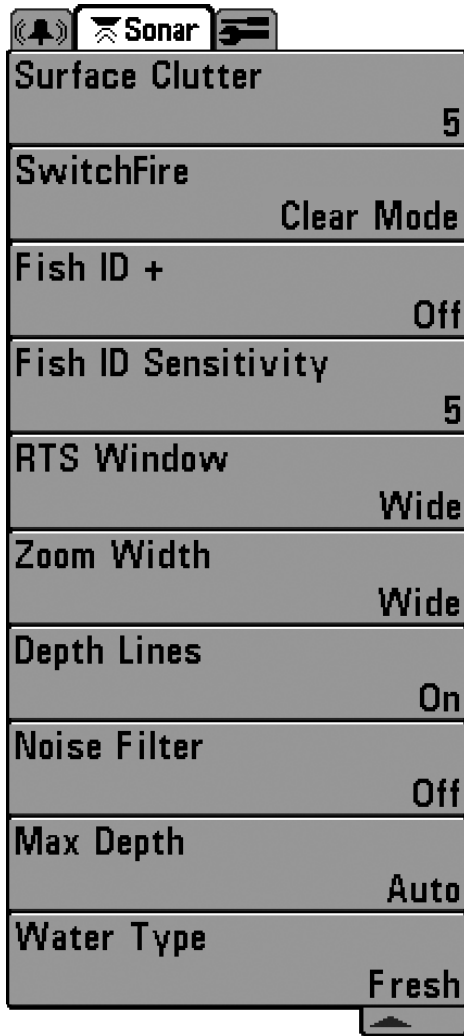 Sonar
Surface Clutter
5
SwitchFire
Clear Mode
Fish ID +
Off
Fish ID Sensitivity
5
RTS Window
Wide
Zoom Width
Wide
Depth Lines
On
Noise Filter
Off
Max Depth
Auto
Water Type
Fresh